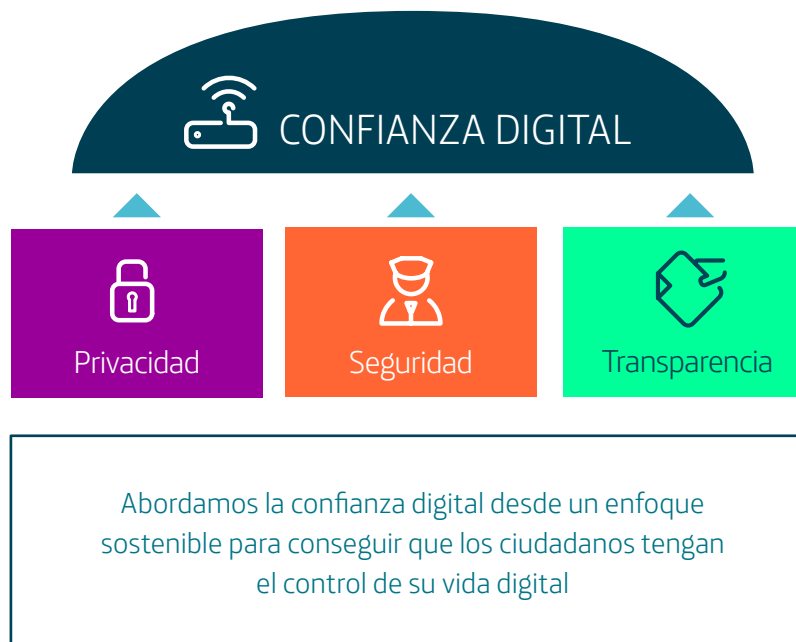 CONFIANZA DIGITAL
Privacidad
Seguridad
Transparencia
Abordamos la confianza digital desde un enfoque
sostenible para conseguir que los ciudadanos tengan
el control de su vida digital